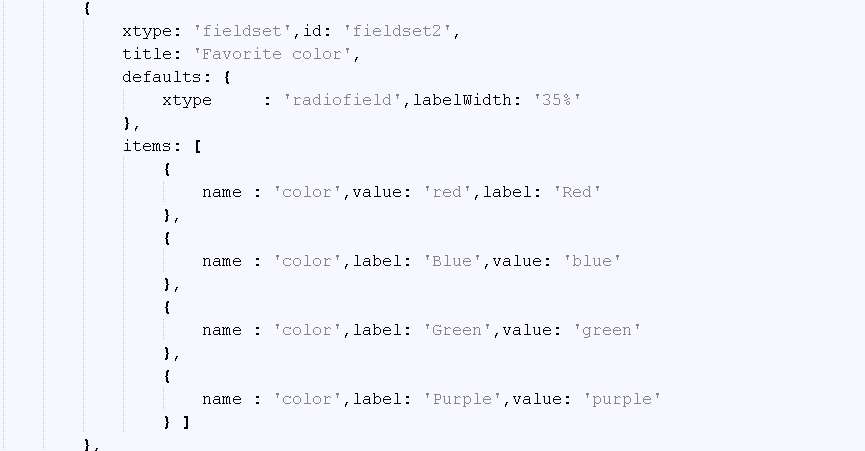 {
xtype: 'fieldset',id: 'fieldset2',
title: 'Favorite color',
defaults: {
xtype     : 'radiofield',labelWidth: '35%'
},
items: [
{
name : 'color',value: 'red',label: 'Red'
},
{
name : 'color',label: 'Blue',value: 'blue'
},
{
name : 'color',label: 'Green',value: 'green'
},
{
name : 'color',label: 'Purple',value: 'purple'
} ]
},